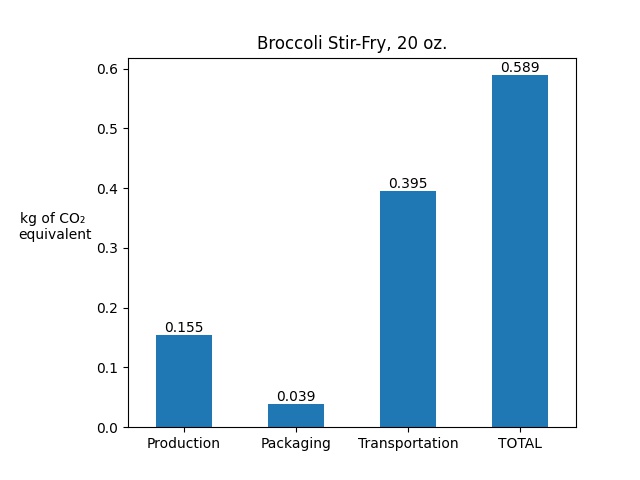 Broccoli Stir-Fry, 20 oz.
0.6
0.5
0.4
0.3
0.2
0.1
0.0
kg of CO₂
equivalent
0.155
0.039
0.395
0.589
Production
Packaging
Transportation
TOTAL